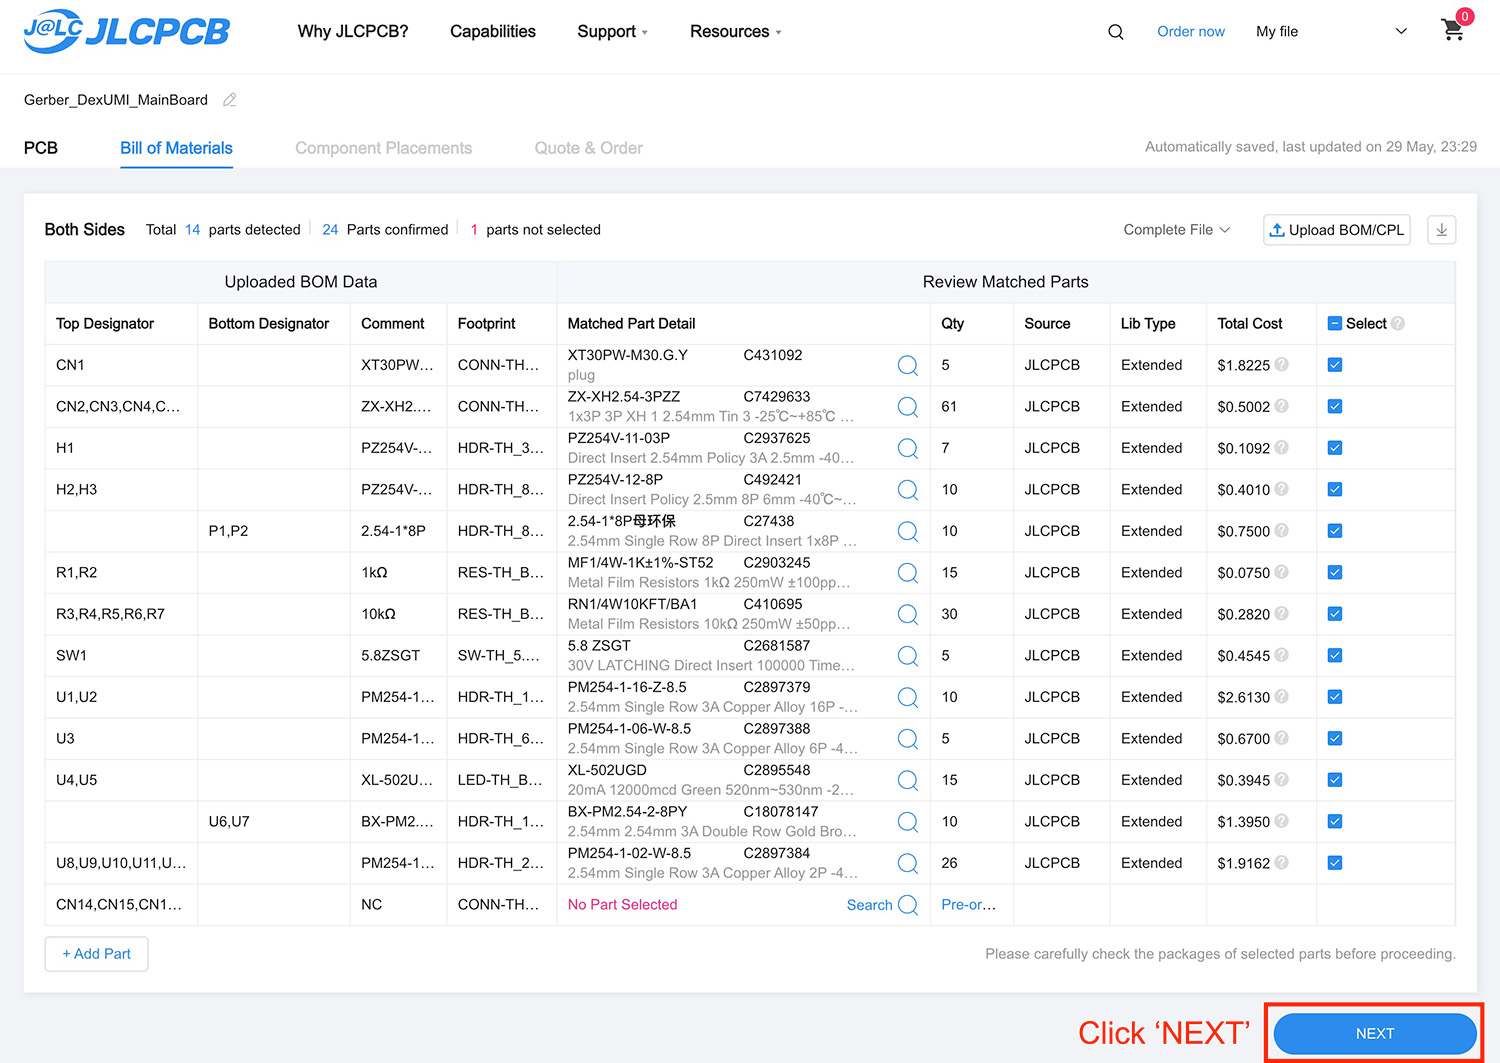 J@LC JLCPCB Why JLCPCB? Capabilities Support Resources Order now My file 0
Gerber_DexUMI_MainBoard
PCB Bill of Materials Component Placements Quote & Order Automatically saved, last updated on 29 May, 23:29
Both Sides Total 14 parts detected 24 Parts confirmed 1 parts not selected Complete File Upload BOM/CPL
Uploaded BOM Data Review Matched Parts
Top Designator Bottom Designator Comment Footprint Matched Part Detail Qty Source Lib Type Total Cost Select ?
CN1 XT30PW... CONN-TH... XT30PW-M30.G.Y C431092 5 JLCPCB Extended $1.8225 ?
plug
CN2,CN3,CN4,C... ZX-XH2.... CONN-TH... ZX-XH2.54-3PZZ C7429633 61 JLCPCB Extended $0.5002 ?
1x3P 3P XH 1 2.54mm Tin 3 -25℃~+85℃ ...
H1 PZ254V-... HDR-TH_3... PZ254V-11-03P C2937625 7 JLCPCB Extended $0.1092 ?
Direct Insert 2.54mm Policy 3A 2.5mm -40...
H2,H3 PZ254V-... HDR-TH_8... PZ254V-12-8P C492421 10 JLCPCB Extended $0.4010 ?
Direct Insert Policy 2.5mm 8P 6mm -40℃~...
P1,P2 2.54-1*8P HDR-TH_8... 2.54-1*8P母环保 C27438 10 JLCPCB Extended $0.7500 ?
2.54mm Single Row 8P Direct Insert 1x8P ...
R1,R2 1kΩ RES-TH_B... MF1/4W-1K±1%-ST52 C2903245 15 JLCPCB Extended $0.0750 ?
Metal Film Resistors 1kΩ 250mW ±100pp...
R3,R4,R5,R6,R7 10kΩ RES-TH_B... RN1/4W10KFT/BA1 C410695 30 JLCPCB Extended $0.2820 ?
Metal Film Resistors 10kΩ 250mW ±50pp...
SW1 5.8ZSGT SW-TH_5.... 5.8 ZSGT C2681587 5 JLCPCB Extended $0.4545 ?
30V LATCHING Direct Insert 100000 Time...
U1,U2 PM254-1... HDR-TH_1... PM254-1-16-Z-8.5 C2897379 10 JLCPCB Extended $2.6130 ?
2.54mm Single Row 3A Copper Alloy 16P -...
U3 PM254-1... HDR-TH_6... PM254-1-06-W-8.5 C2897388 5 JLCPCB Extended $0.6700 ?
2.54mm Single Row 3A Copper Alloy 6P -4...
U4,U5 XL-502U... LED-TH_B... XL-502UGD C2895548 15 JLCPCB Extended $0.3945 ?
20mA 12000mcd Green 520nm~530nm -2...
U6,U7 BX-PM2.... HDR-TH_1... BX-PM2.54-2-8PY C18078147 10 JLCPCB Extended $1.3950 ?
2.54mm 2.54mm 3A Double Row Gold Bro...
U8,U9,U10,U11,U... PM254-1... HDR-TH_2... PM254-1-02-W-8.5 C2897384 26 JLCPCB Extended $1.9162 ?
2.54mm Single Row 3A Copper Alloy 2P -4...
CN14,CN15,CN1... NC CONN-TH... No Part Selected Search Pre-or...
+ Add Part Please carefully check the packages of selected parts before proceeding.
Click ‘NEXT’ NEXT